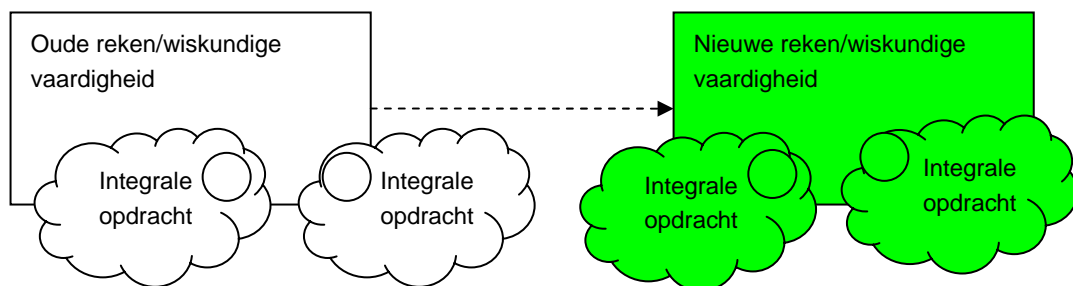 Oude reken/wiskundige
vaardigheid
Integrale
opdracht
Integrale
opdracht
Nieuwe reken/wiskundige
vaardigheid
Integrale
opdracht
Integrale
opdracht